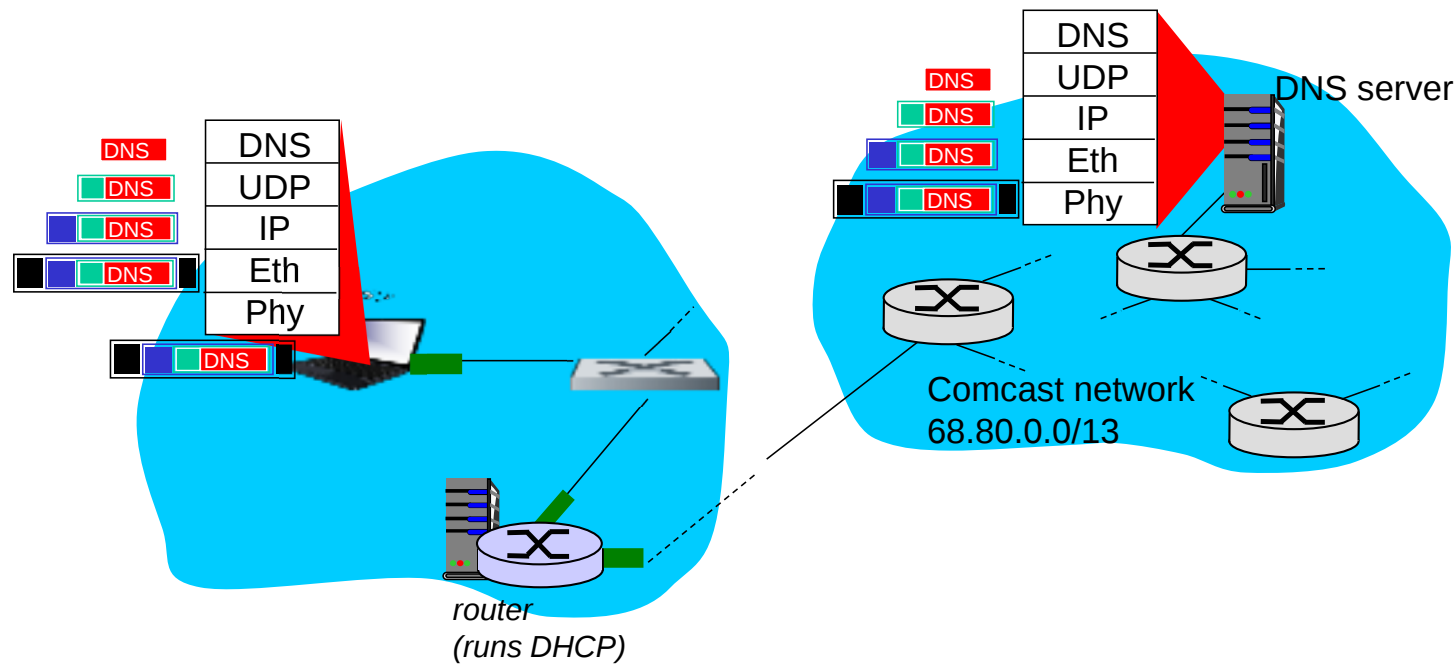 DNS
DNS
DNS
DNS
DNS
DNS
UDP
IP
Eth
Phy
DNS
DNS
DNS
DNS
DNS
UDP
IP
Eth
Phy
DNS server
Comcast network
68.80.0.0/13
router
(runs DHCP)